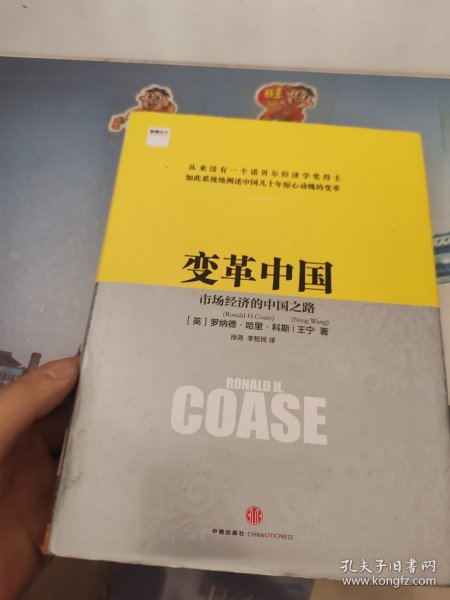 旺
从来没有一个诺贝尔经济学奖得主
如此系统地阐述中国几十年惊心动魄的变革
变革中国
市场经济的中国之路
(Ronald H.Coase) (Ning Wang)
[英] 罗纳德·哈里·科斯 | 王宁 著
徐尧 李哲民 译
RONALD H.
COASE
中信出版社·CHINACITICPRESS
孔夫子旧书网
www.kongfz.com